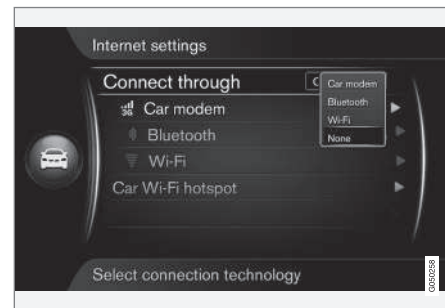 Internet settings
Connect through
Car modem
Bluetooth
Wi-Fi
None
3G Car modem
Bluetooth
Wi-Fi
Car Wi-Fi hotspot
Select connection technology
G050258